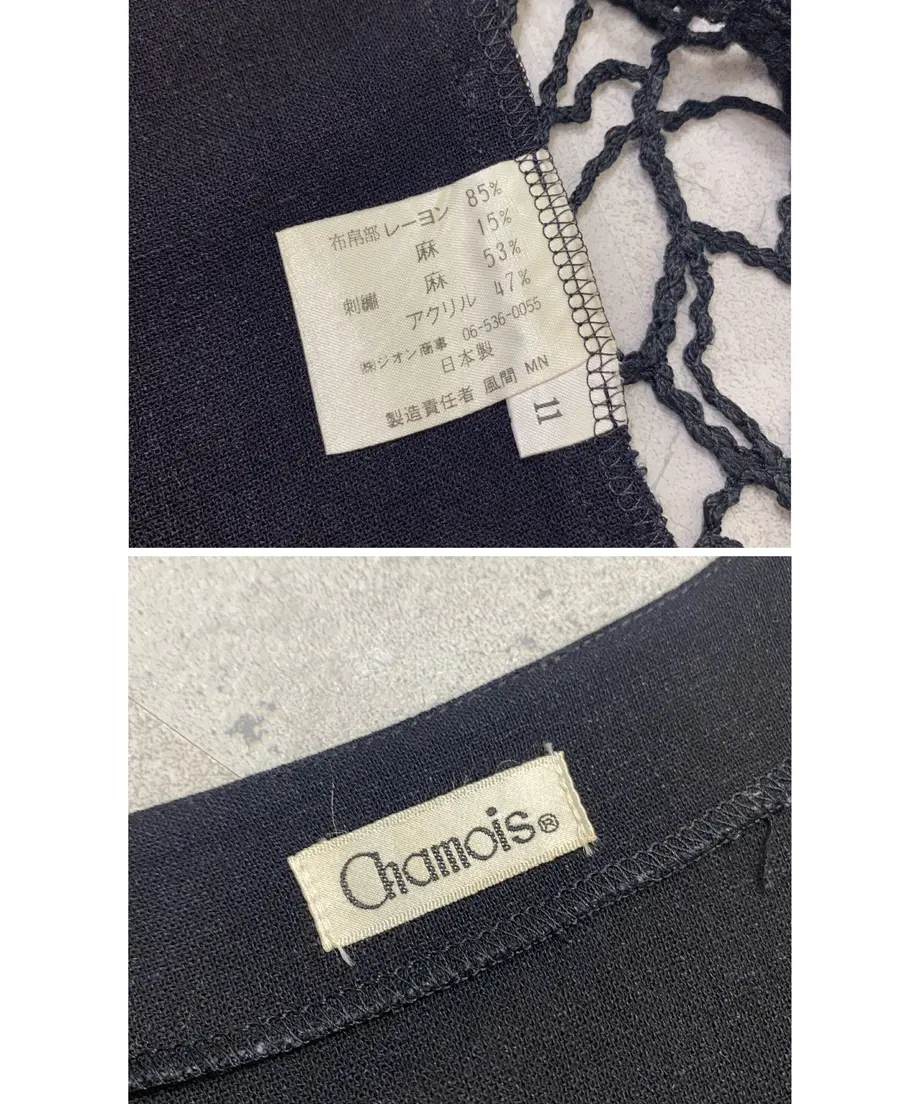 布帛部 レーヨン 85%
麻 15%
刺繍 麻 53%
アクリル 47%
㈱ジオン商事 06-536-0055
日本製
製造責任者 風間 MN
11
Chamois®